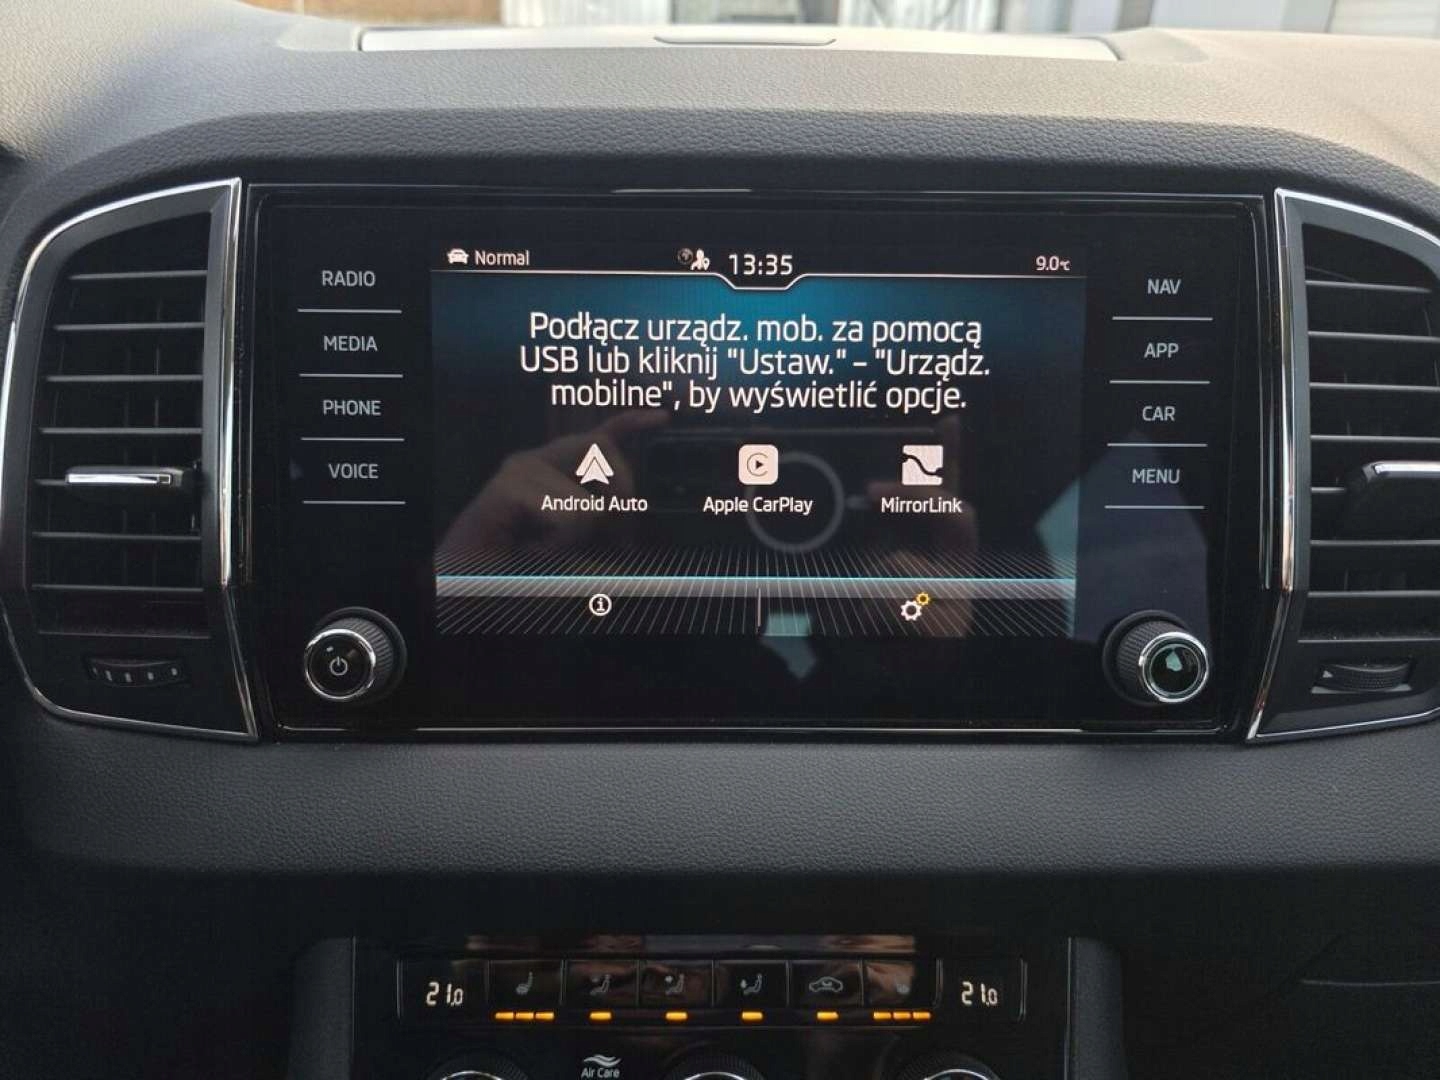 Normal
13:35
9.0℃
RADIO
MEDIA
PHONE
VOICE
Podłącz urządz. mob. za pomocą
USB lub kliknij "Ustaw." - "Urządz.
mobilne", by wyświetlić opcje.
Android Auto
Apple CarPlay
MirrorLink
NAV
APP
CAR
MENU
21.0
21.0
Air Care